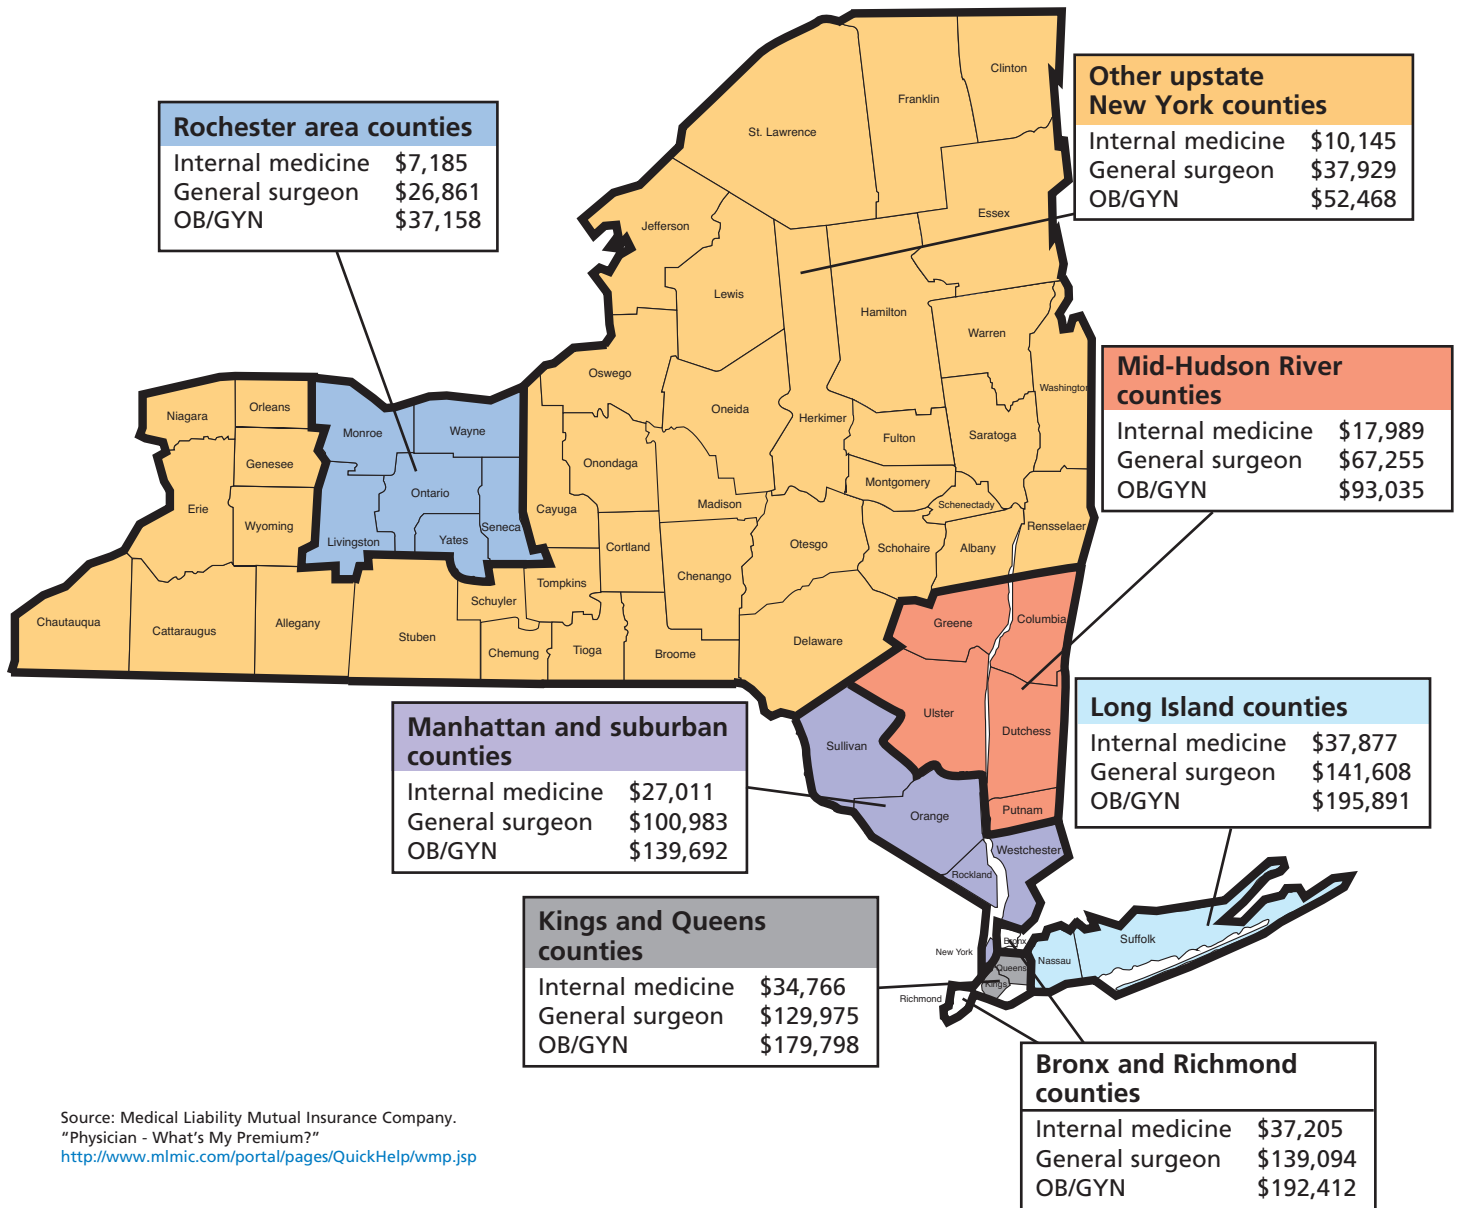 Rochester area counties
Internal medicine $7,185
General surgeon $26,861
OB/GYN $37,158
Other upstate
New York counties
Internal medicine $10,145
General surgeon $37,929
OB/GYN $52,468
Mid-Hudson River
counties
Internal medicine $17,989
General surgeon $67,255
OB/GYN $93,035
Manhattan and suburban
counties
Internal medicine $27,011
General surgeon $100,983
OB/GYN $139,692
Long Island counties
Internal medicine $37,877
General surgeon $141,608
OB/GYN $195,891
Kings and Queens
counties
Internal medicine $34,766
General surgeon $129,975
OB/GYN $179,798
Bronx and Richmond
counties
Internal medicine $37,205
General surgeon $139,094
OB/GYN $192,412
Clinton
Franklin
St. Lawrence
Essex
Jefferson
Lewis
Hamilton
Warren
Washington
Oswego
Oneida
Herkimer
Fulton
Saratoga
Niagara
Orleans
Monroe
Wayne
Genesee
Onondaga
Montgomery
Ontario
Madison
Schenectady
Erie
Wyoming
Cayuga
Seneca
Rensselaer
Livingston
Yates
Cortland
Otesgo
Schohaire
Albany
Chenango
Tompkins
Schuyler
Chautauqua
Cattaraugus
Allegany
Stuben
Chemung
Tioga
Broome
Delaware
Greene
Columbia
Ulster
Dutchess
Sullivan
Orange
Putnam
Westchester
Rockland
New York
Bronx
Queens
Kings
Richmond
Nassau
Suffolk
Source: Medical Liability Mutual Insurance Company.
“Physician - What’s My Premium?”
http://www.mlmic.com/portal/pages/QuickHelp/wmp.jsp